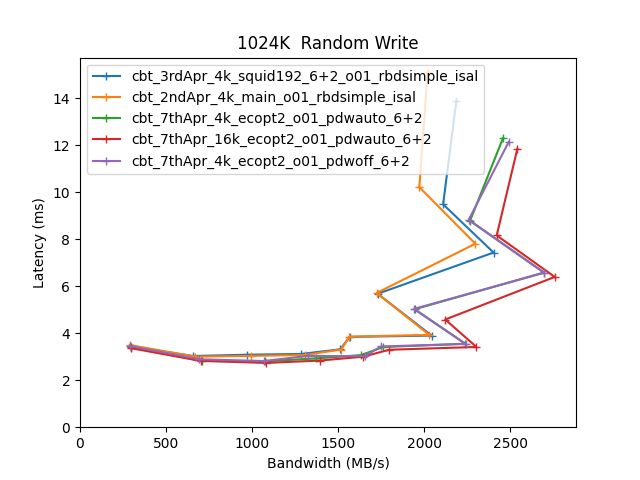 1024K  Random Write
cbt_3rdApr_4k_squid192_6+2_o01_rbdsimple_isal
cbt_2ndApr_4k_main_o01_rbdsimple_isal
cbt_7thApr_4k_ecopt2_o01_pdwauto_6+2
cbt_7thApr_16k_ecopt2_o01_pdwauto_6+2
cbt_7thApr_4k_ecopt2_o01_pdwoff_6+2
Latency (ms)
14
12
10
8
6
4
2
0
0 500 1000 1500 2000 2500
Bandwidth (MB/s)